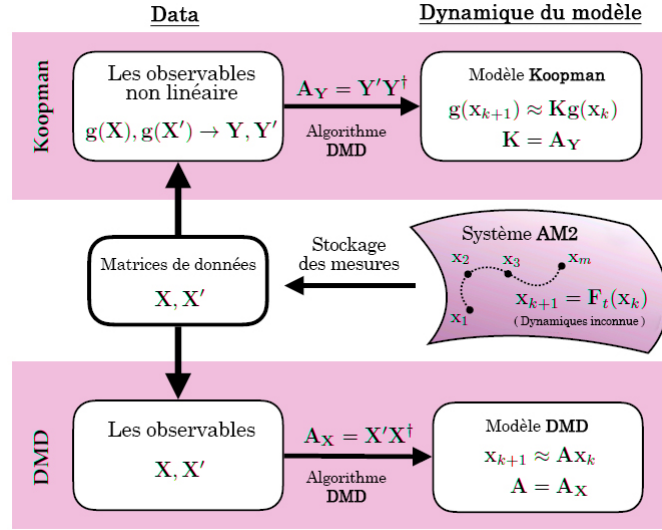 Data
Dynamique du modèle
Koopman
Les observables
non linéaire
g(X), g(X′) → Y, Y′
A_Y = Y′Y†
Algorithme
DMD
Modèle Koopman
g(x_{k+1}) ≈ Kg(x_k)
K = A_Y
Matrices de données
X, X′
Stockage
des mesures
Système AM2
x_1
x_2
x_3
x_m
x_{k+1} = F_t(x_k)
( Dynamiques inconnue )
DMD
Les observables
X, X′
A_X = X′X†
Algorithme
DMD
Modèle DMD
x_{k+1} ≈ Ax_k
A = A_X